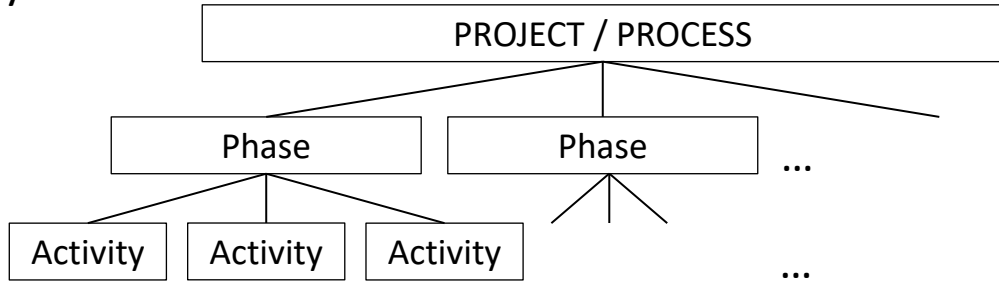 PROJECT / PROCESS
Phase Phase ...
Activity Activity Activity ...